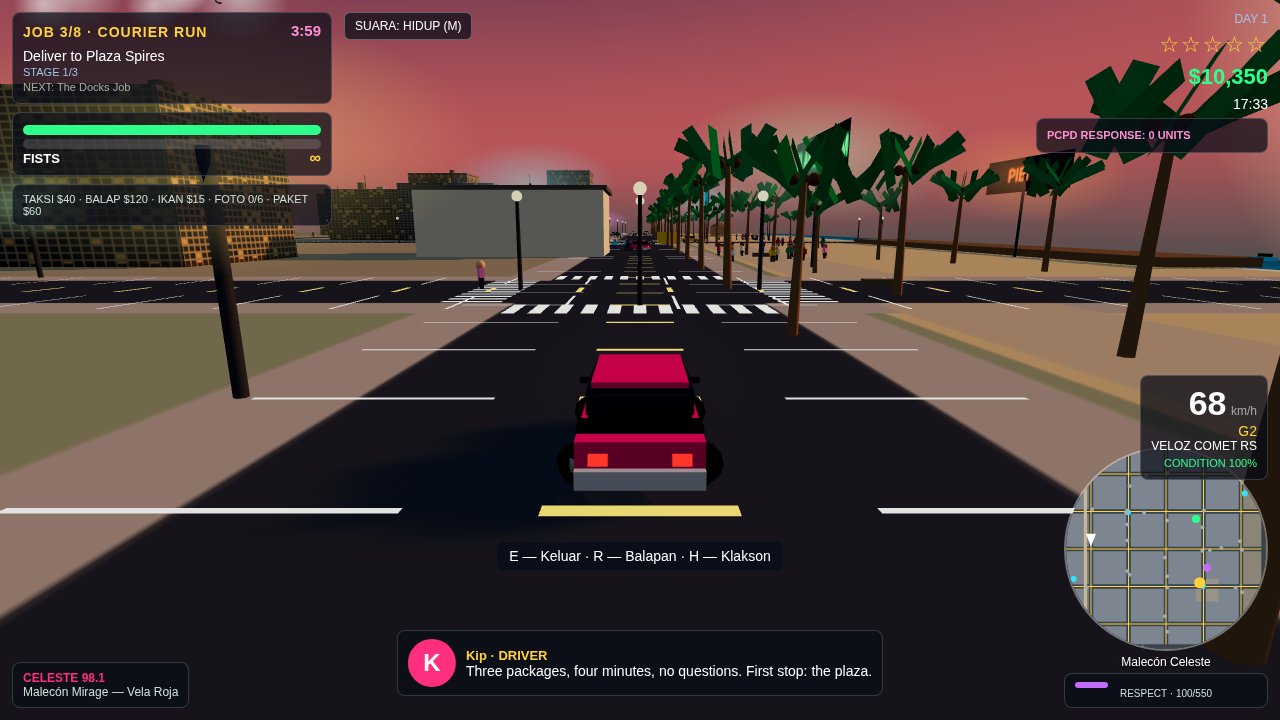 JOB 3/8 · COURIER RUN 3:59
Deliver to Plaza Spires
STAGE 1/3
NEXT: The Docks Job
SUARA: HIDUP (M)
DAY 1
☆☆☆☆☆
$10,350
17:33
PCPD RESPONSE: 0 UNITS
FISTS ∞
TAKSI $40 · BALAP $120 · IKAN $15 · FOTO 0/6 · PAKET
$60
68 km/h
G2
VELOZ COMET RS
CONDITION 100%
E — Keluar · R — Balapan · H — Klakson
K
Kip · DRIVER
Three packages, four minutes, no questions. First stop: the plaza.
CELESTE 98.1
Malecón Mirage — Vela Roja
Malecón Celeste
RESPECT · 100/550